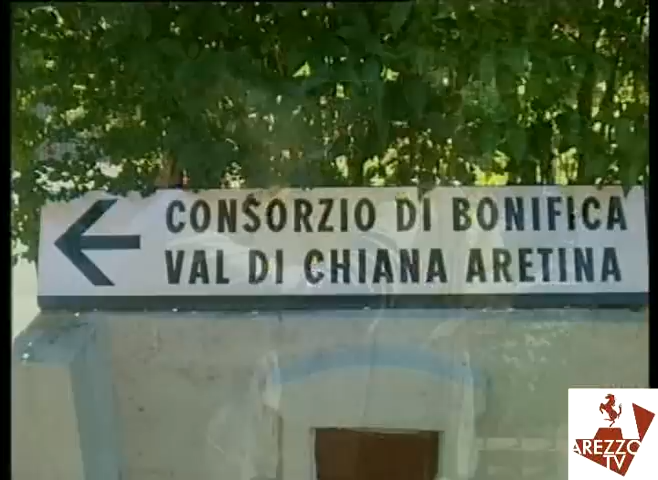 CONSORZIO DI BONIFICA
VAL DI CHIANA ARETINA
AREZZO
TV